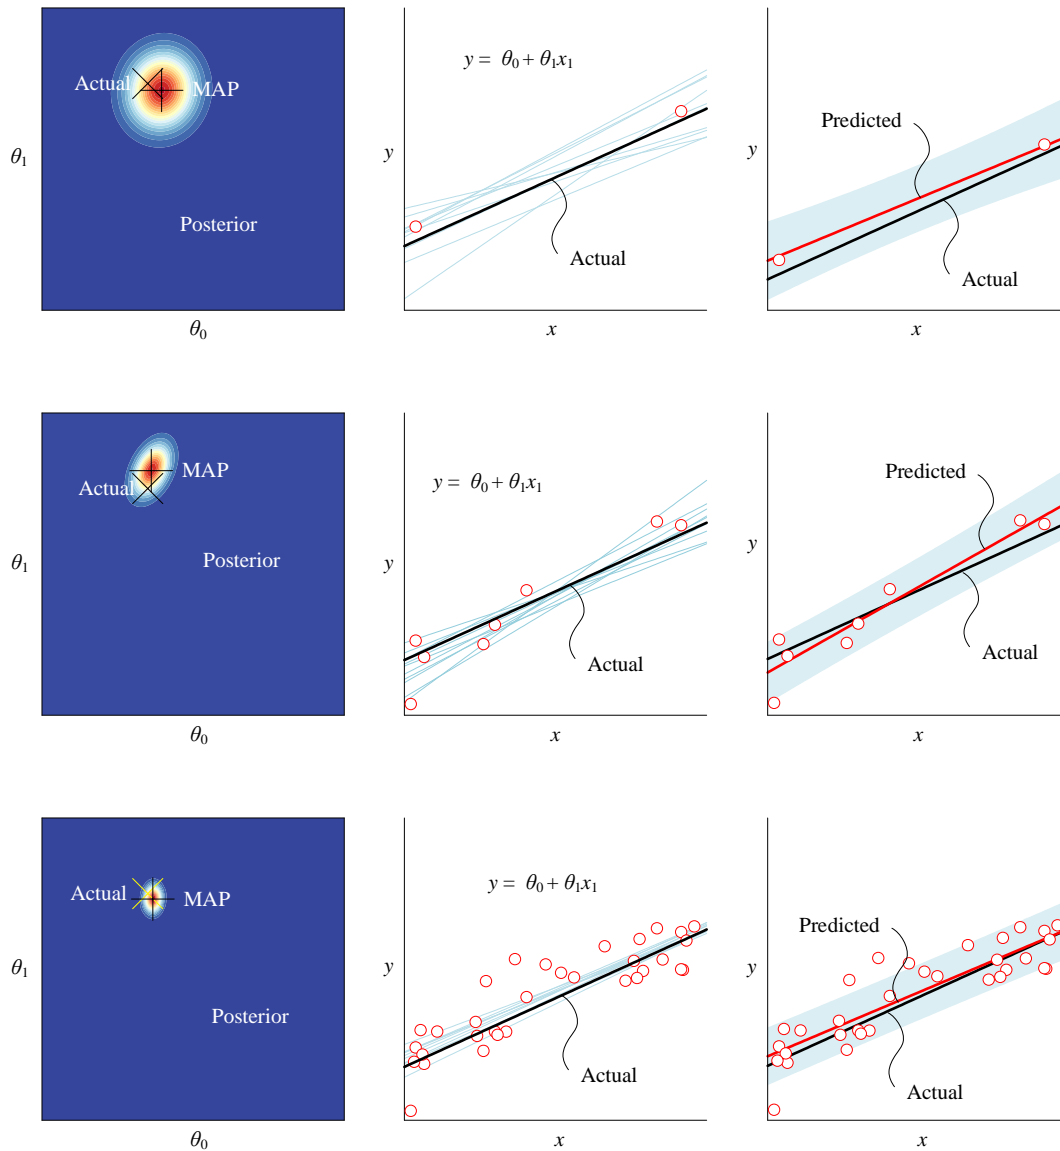 y = θ₀ + θ₁x₁
Actual
MAP
Predicted
y
y
θ₁
Posterior
Actual
Actual
θ₀
x
x
MAP
Predicted
Actual
y = θ₀ + θ₁x₁
θ₁
Posterior
y
y
Actual
Actual
θ₀
x
x
y = θ₀ + θ₁x₁
Actual
MAP
Predicted
θ₁
y
y
Posterior
Actual
Actual
θ₀
x
x